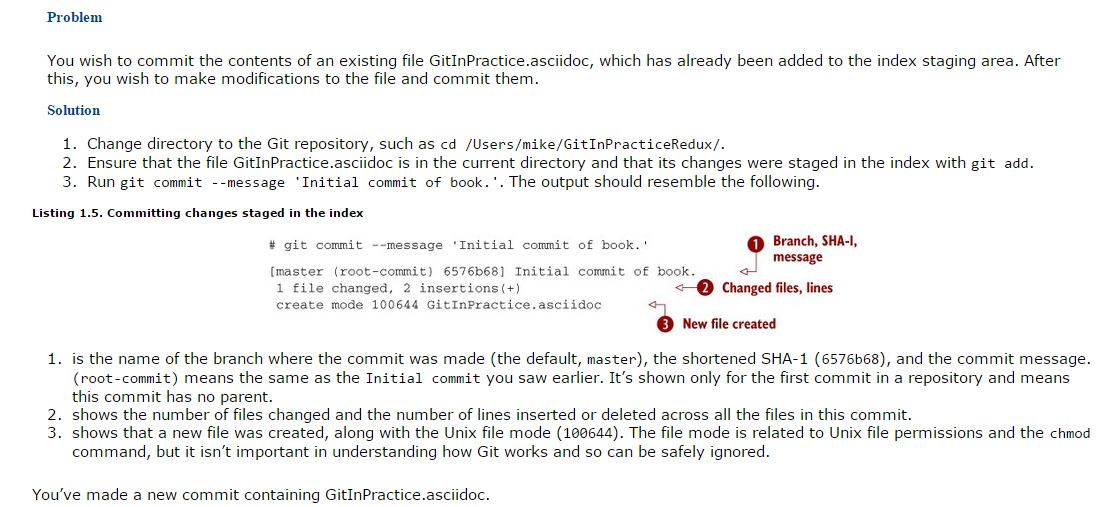 Problem
You wish to commit the contents of an existing file GitInPractice.asciidoc, which has already been added to the index staging area. After
this, you wish to make modifications to the file and commit them.
Solution
1. Change directory to the Git repository, such as cd /Users/mike/GitInPracticeRedux/.
2. Ensure that the file GitInPractice.asciidoc is in the current directory and that its changes were staged in the index with git add.
3. Run git commit --message 'Initial commit of book.'. The output should resemble the following.
Listing 1.5. Committing changes staged in the index
# git commit --message 'Initial commit of book.'
1 Branch, SHA-l,
message
[master (root-commit) 6576b68] Initial commit of book.
1 file changed, 2 insertions(+)
2 Changed files, lines
create mode 100644 GitInPractice.asciidoc
3 New file created
1. is the name of the branch where the commit was made (the default, master), the shortened SHA-1 (6576b68), and the commit message.
(root-commit) means the same as the Initial commit you saw earlier. It's shown only for the first commit in a repository and means
this commit has no parent.
2. shows the number of files changed and the number of lines inserted or deleted across all the files in this commit.
3. shows that a new file was created, along with the Unix file mode (100644). The file mode is related to Unix file permissions and the chmod
command, but it isn't important in understanding how Git works and so can be safely ignored.
You've made a new commit containing GitInPractice.asciidoc.